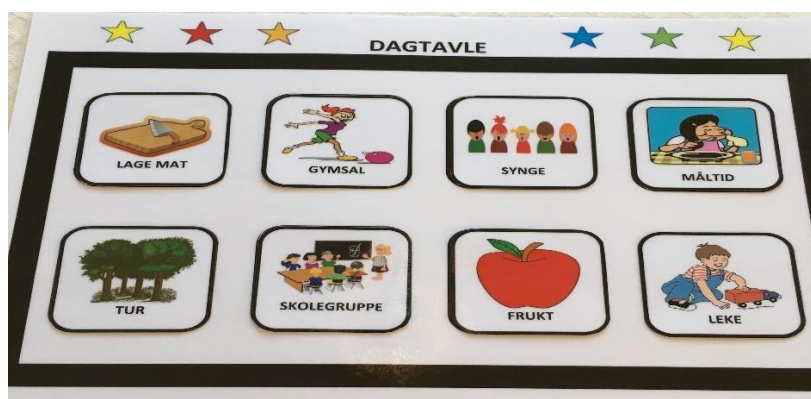 DAGTAVLE
LAGE MAT
GYMSAL
SYNGE
MÅLTID
TUR
SKOLEGRUPPE
FRUKT
LEKE